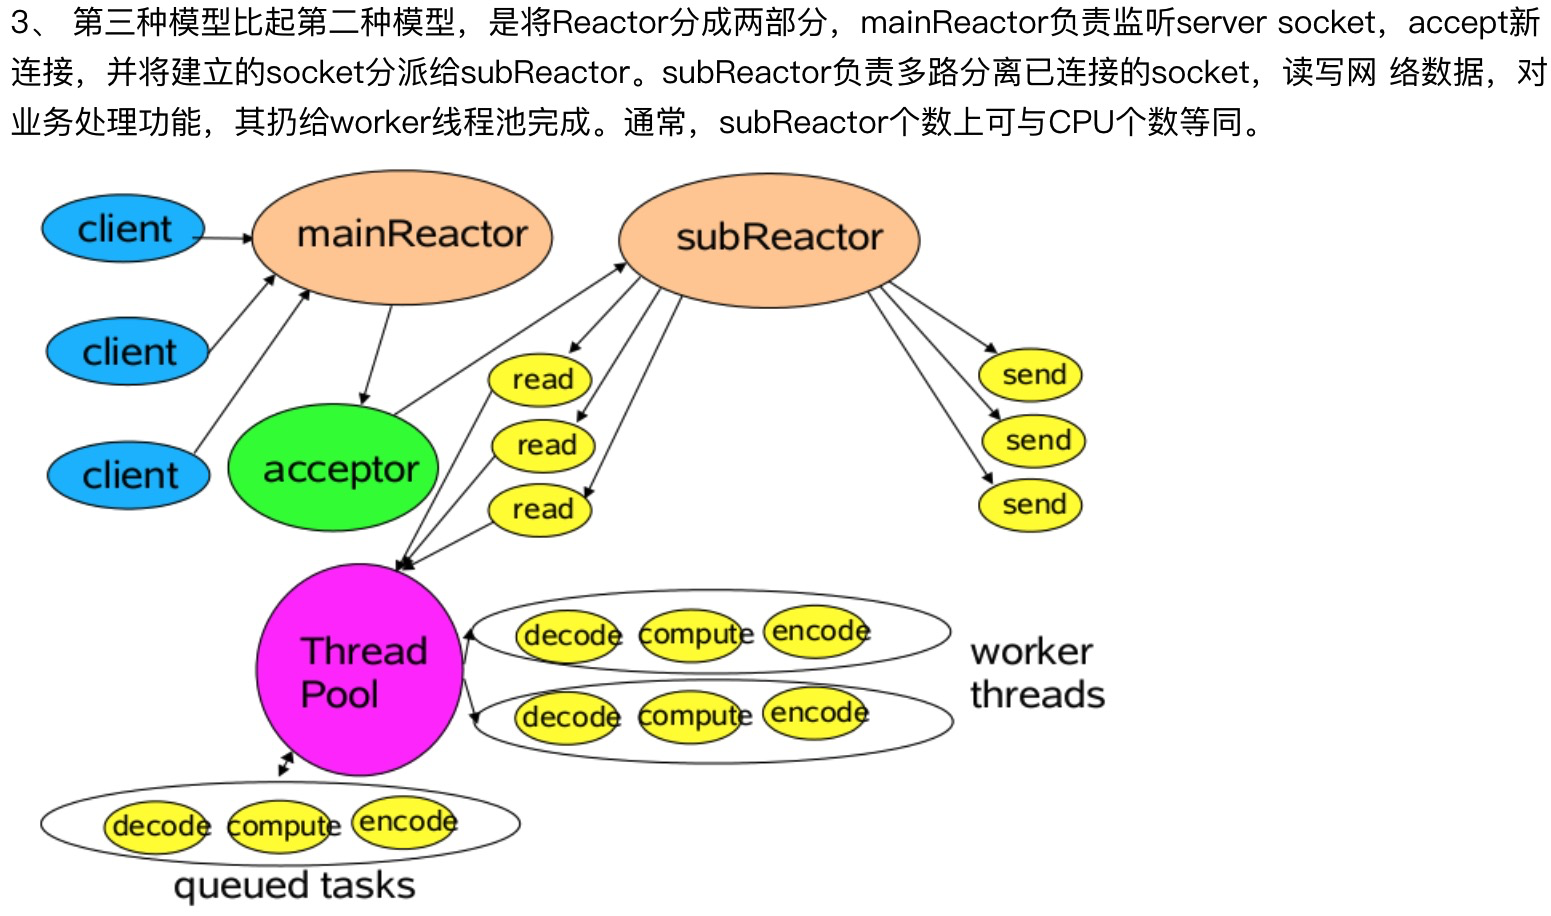 3、 第三种模型比起第二种模型，是将Reactor分成两部分，mainReactor负责监听server socket，accept新
连接，并将建立的socket分派给subReactor。subReactor负责多路分离已连接的socket，读写网 络数据，对
业务处理功能，其扔给worker线程池完成。通常，subReactor个数上可与CPU个数等同。
client
mainReactor
subReactor
client
client
acceptor
read
read
read
send
send
send
Thread
Pool
decode compute encode
decode compute encode
worker
threads
decode compute encode
queued tasks